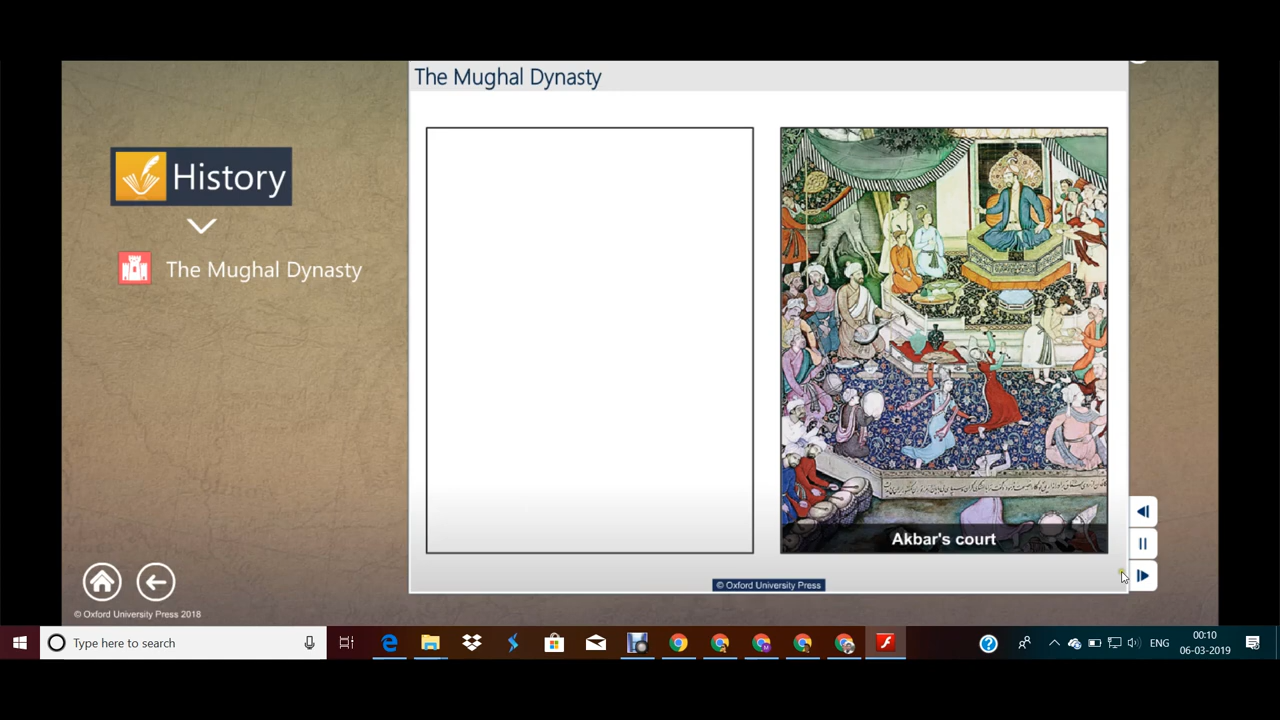 The Mughal Dynasty
History
The Mughal Dynasty
Akbar's court
© Oxford University Press
© Oxford University Press 2018
Type here to search
ENG
00:10
06-03-2019